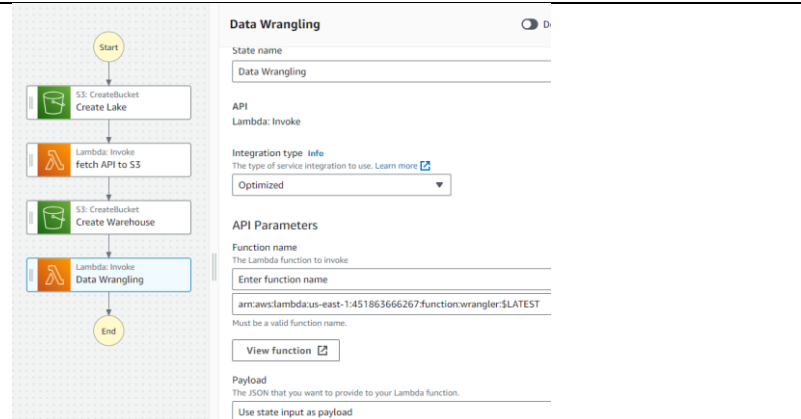 Start
S3: CreateBucket
Create Lake
Lambda: Invoke
fetch API to S3
S3: CreateBucket
Create Warehouse
Lambda: Invoke
Data Wrangling
End
Data Wrangling
State name
Data Wrangling
API
Lambda: Invoke
Integration type Info
The type of service integration to use. Learn more
Optimized
API Parameters
Function name
The Lambda function to invoke
Enter function name
arn:aws:lambda:us-east-1:451863666267:function:wrangler:$LATEST
Must be a valid function name.
View function
Payload
The JSON that you want to provide to your Lambda function.
Use state input as payload